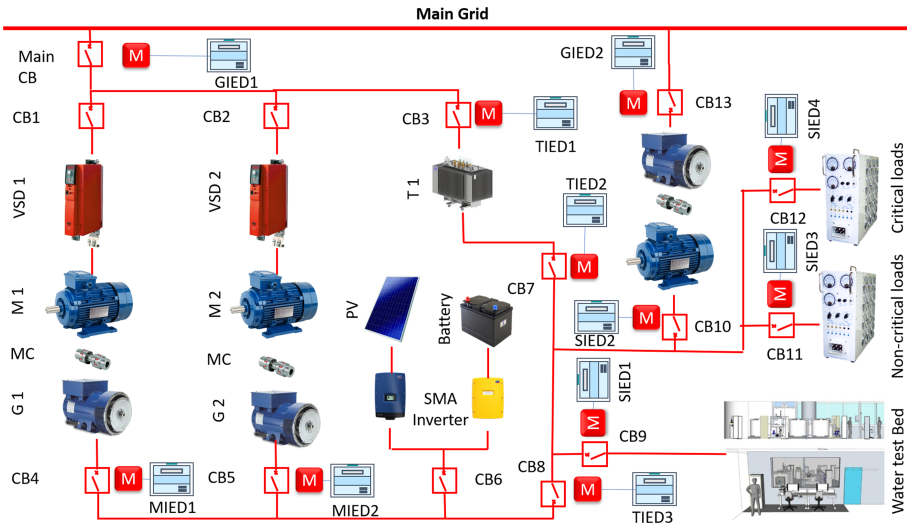 Main Grid
Main
CB
M
GIED1
GIED2
M
CB13
SIED4
M
CB1
CB2
CB3
M
TIED1
CB12
Critical loads
VSD 1
VSD 2
T 1
TIED2
M
CB7
SIED3
M
M 1
M 2
PV
Battery
SIED2
M
CB10
CB11
Non-critical loads
MC
MC
SMA
Inverter
SIED1
M
G 1
G 2
CB9
Water test Bed
CB4
M
MIED1
CB5
M
MIED2
CB6
CB8
M
TIED3